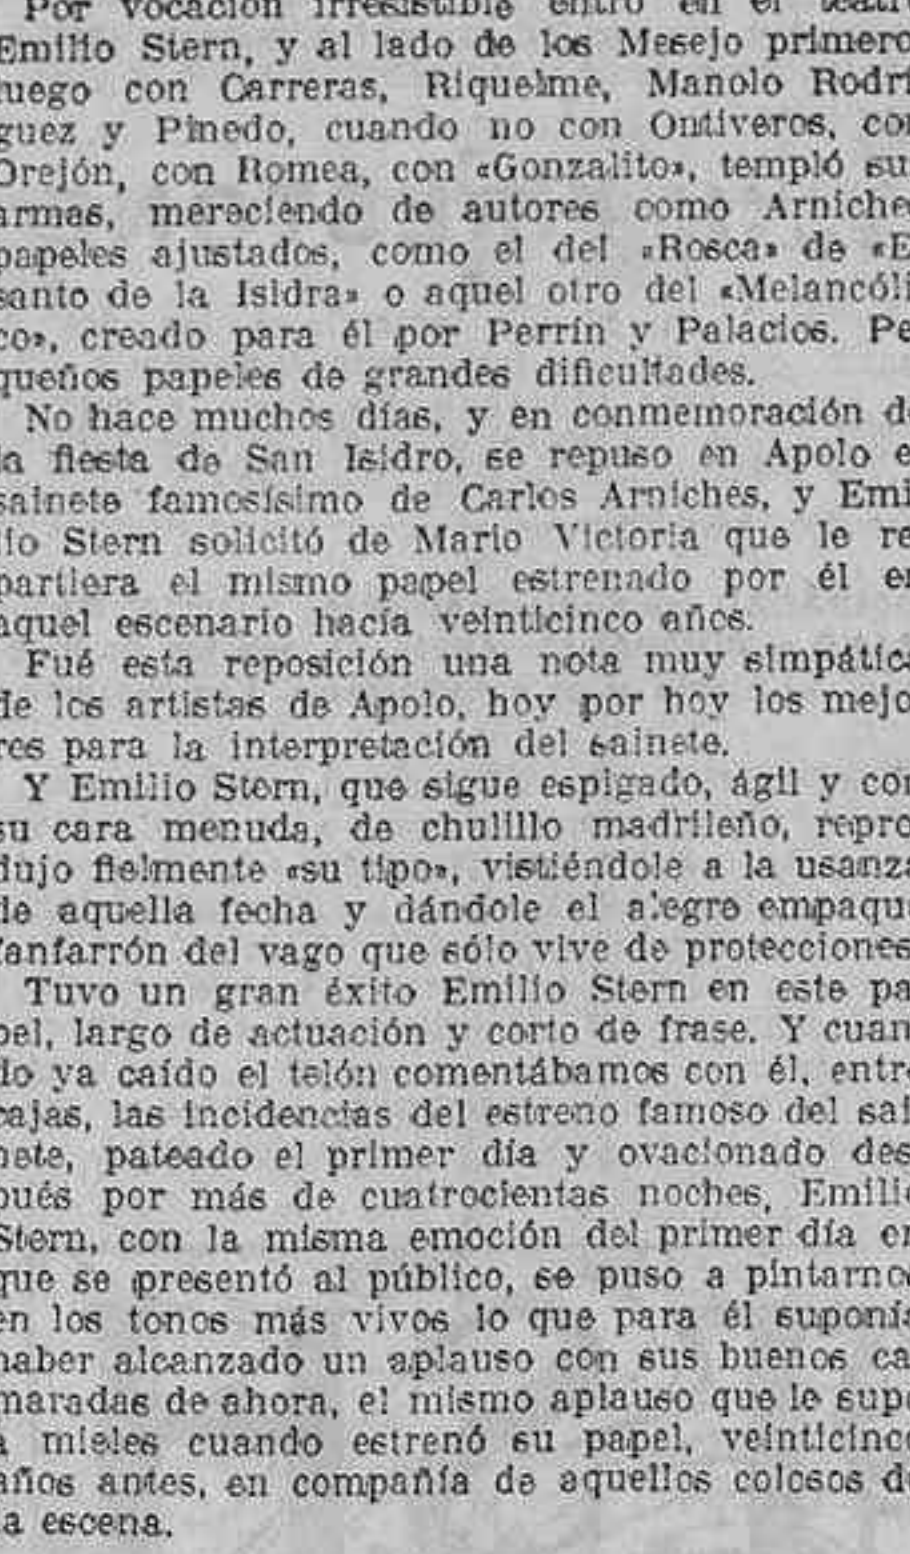 Por vocación irresistible entró en el teatro
Emilio Stern, y al lado de los Mesejo primero,
luego con Carreras, Riquelme, Manolo Rodrí-
guez y Pinedo, cuando no con Ontiveros, con
Orejón, con Romea, con «Gonzalito», templó sus
armas, mereciendo de autores como Arniches
papeles ajustados, como el del «Rosca» de «El
santo de la Isidra» o aquel otro del «Melancóli-
co», creado para él por Perrín y Palacios. Pe-
queños papeles de grandes dificultades.
No hace muchos días, y en conmemoración de
la fiesta de San Isidro, se repuso en Apolo el
sainete famosísimo de Carlos Arniches, y Emi-
lio Stern solicitó de Mario Victoria que le re-
partiera el mismo papel estrenado por él en
aquel escenario hacía veinticinco años.
Fué esta reposición una nota muy simpática
de los artistas de Apolo, hoy por hoy los mejo-
res para la interpretación del sainete.
Y Emilio Stern, que sigue espigado, ágil y con
su cara menuda, de chulillo madrileño, repro-
dujo fielmente «su tipo», vistiéndole a la usanza
de aquella fecha y dándole el alegre empaque
fanfarrón del vago que sólo vive de protecciones.
Tuvo un gran éxito Emilio Stern en este pa-
pel, largo de actuación y corto de frase. Y cuan-
do ya caído el telón comentábamos con él, entre
cajas, las incidencias del estreno famoso del sai-
nete, pateado el primer día y ovacionado des-
pués por más de cuatrocientas noches, Emilio
Stern, con la misma emoción del primer día en
que se presentó al público, se puso a pintarnos
en los tonos más vivos lo que para él suponía
haber alcanzado un aplauso con sus buenos ca-
maradas de ahora, el mismo aplauso que le supo
a mieles cuando estrenó su papel, veinticinco
años antes, en compañía de aquellos colosos de
la escena.